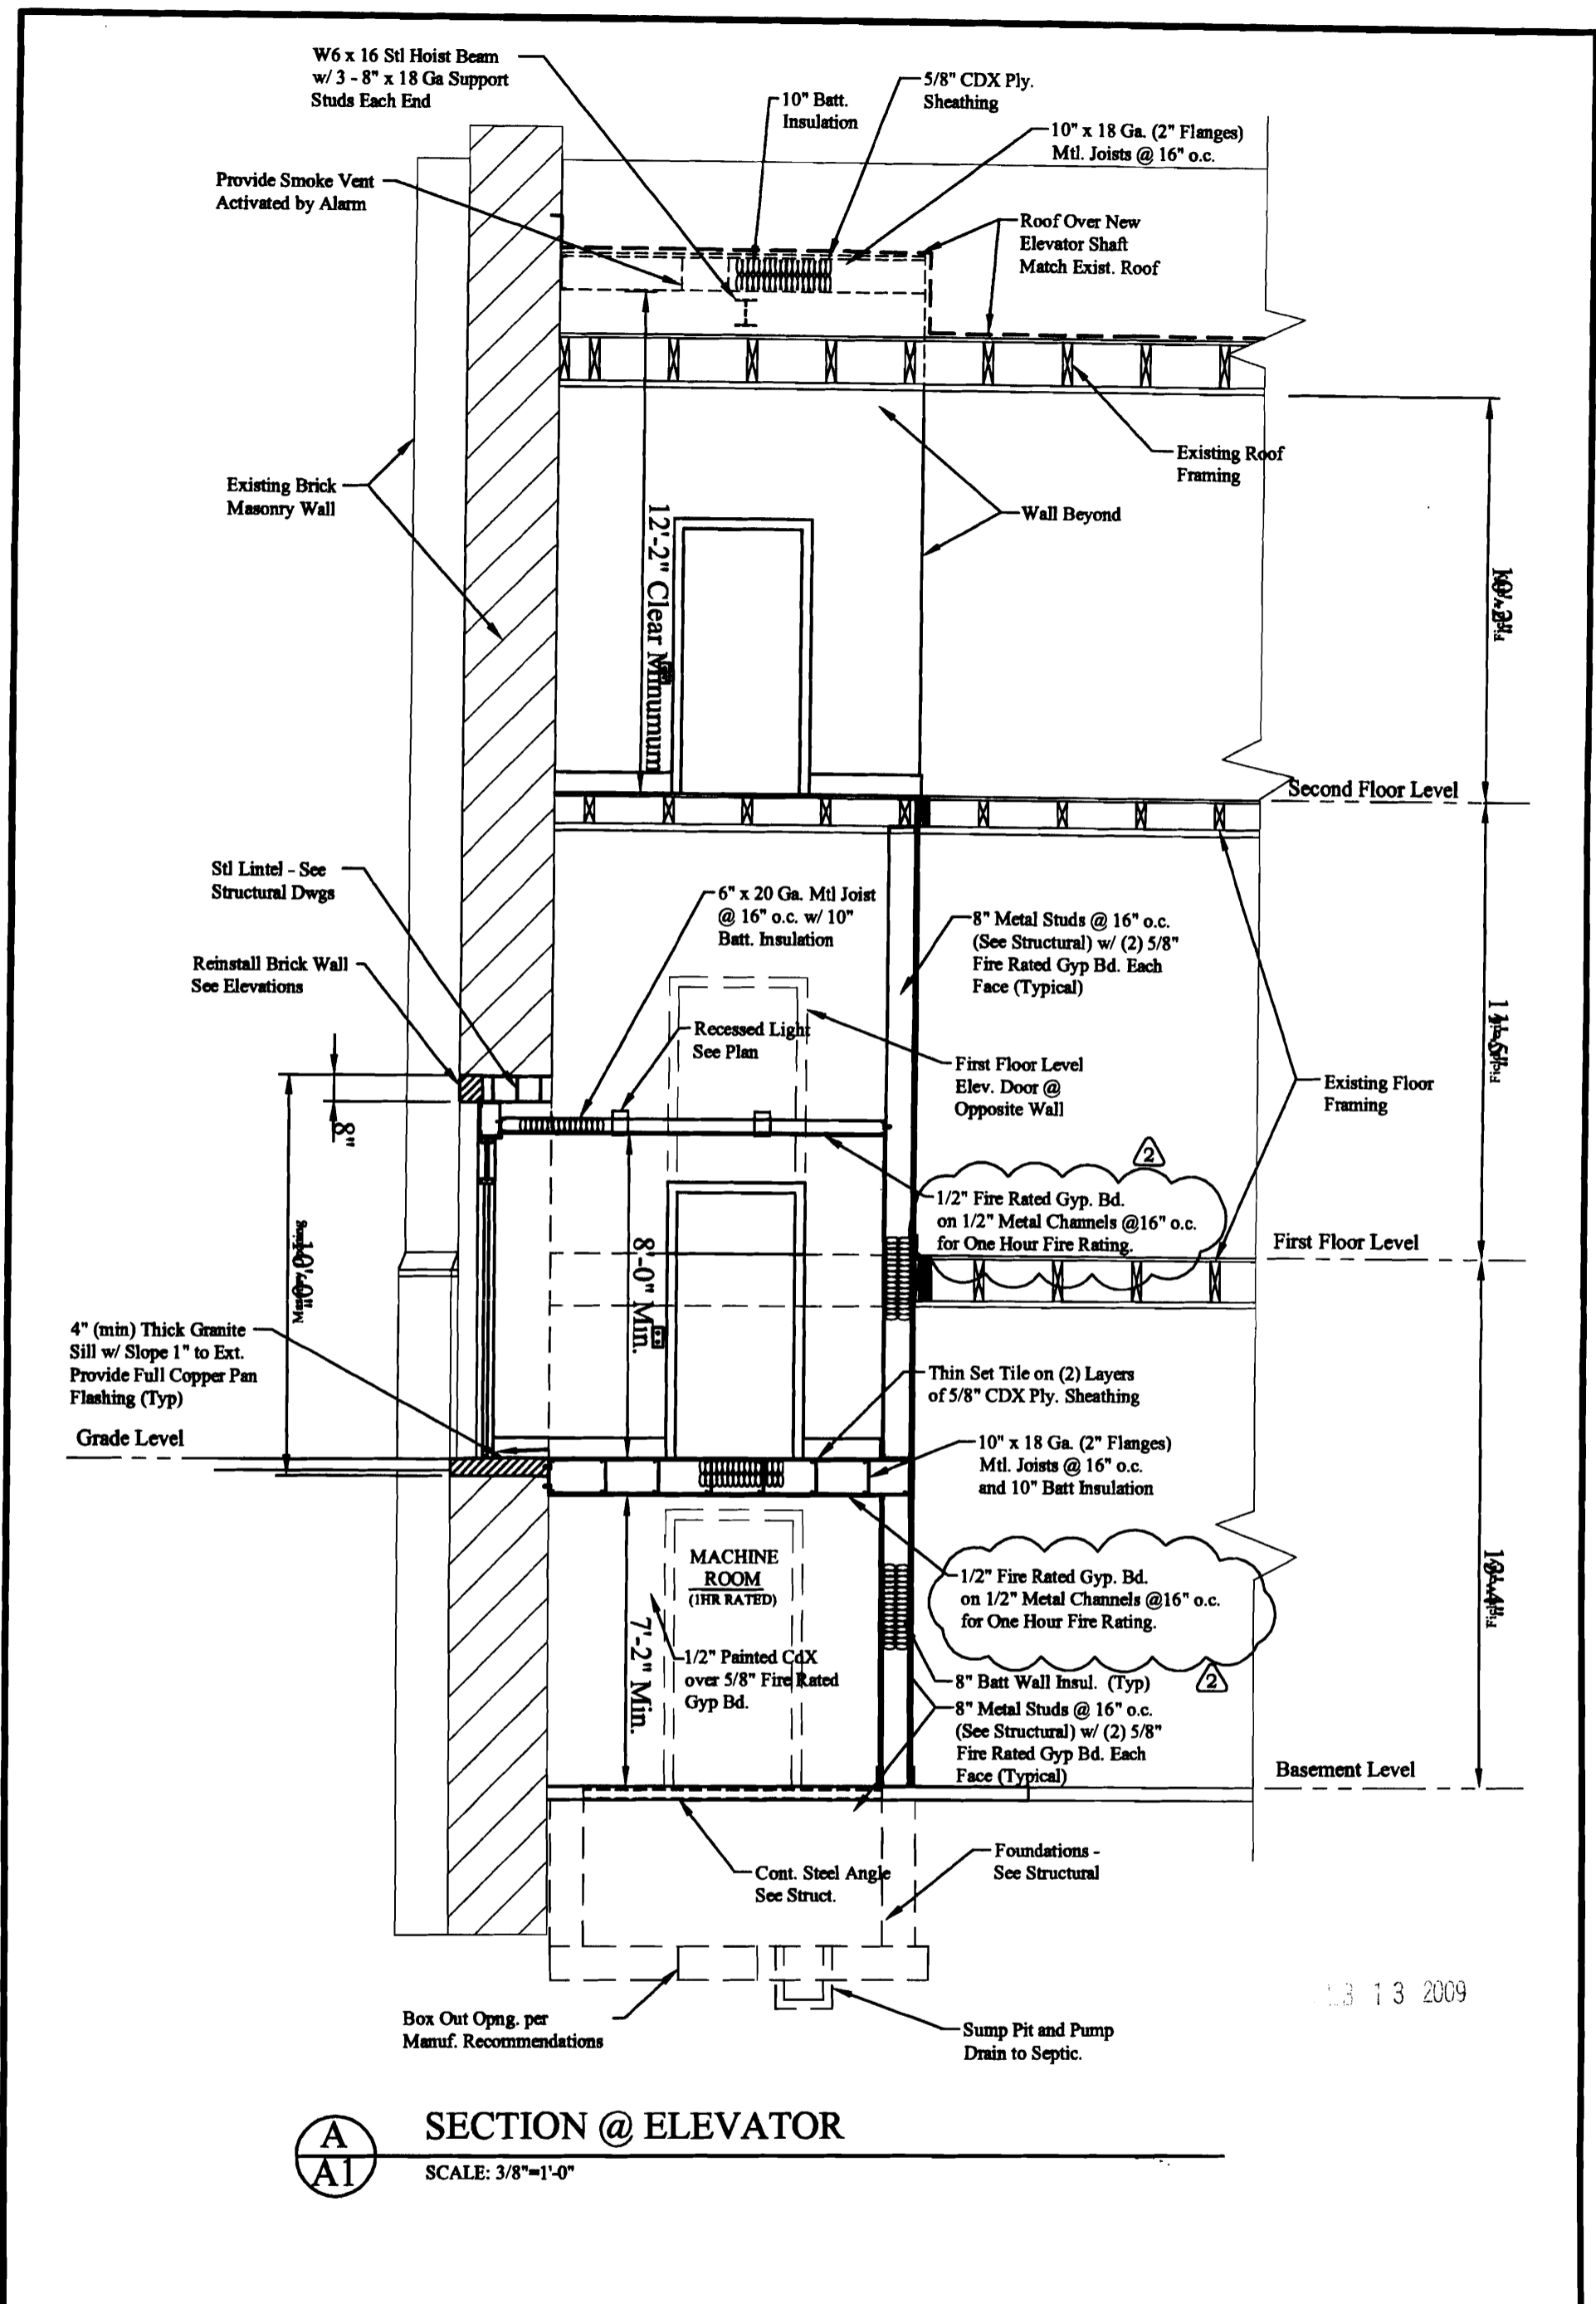 W6 x 16 Stl Hoist Beam
w/ 3 - 8" x 18 Ga Support
Studs Each End
10" Batt.
Insulation
5/8" CDX Ply.
Sheathing
10" x 18 Ga. (2" Flanges)
Mtl. Joists @ 16" o.c.
Provide Smoke Vent
Activated by Alarm
Roof Over New
Elevator Shaft
Match Exist. Roof
Existing Roof
Framing
Existing Brick
Masonry Wall
Wall Beyond
12'-2" Clear Minumum
10'-2"
Second Floor Level
Stl Lintel - See
Structural Dwgs
6" x 20 Ga. Mtl Joist
@ 16" o.c. w/ 10"
Batt. Insulation
8" Metal Studs @ 16" o.c.
(See Structural) w/ (2) 5/8"
Fire Rated Gyp Bd. Each
Face (Typical)
Reinstall Brick Wall
See Elevations
Recessed Light
See Plan
First Floor Level
Elev. Door @
Opposite Wall
Existing Floor
Framing
8"
2
1/2" Fire Rated Gyp. Bd.
on 1/2" Metal Channels @16" o.c.
for One Hour Fire Rating.
First Floor Level
10'-0"
8'-0" Min.
4" (min) Thick Granite
Sill w/ Slope 1" to Ext.
Provide Full Copper Pan
Flashing (Typ)
Thin Set Tile on (2) Layers
of 5/8" CDX Ply. Sheathing
Grade Level
10" x 18 Ga. (2" Flanges)
Mtl. Joists @ 16" o.c.
and 10" Batt Insulation
MACHINE
ROOM
(1HR RATED)
1/2" Fire Rated Gyp. Bd.
on 1/2" Metal Channels @16" o.c.
for One Hour Fire Rating.
2
7'-2" Min.
1/2" Painted CdX
over 5/8" Fire Rated
Gyp Bd.
8" Batt Wall Insul. (Typ)
8" Metal Studs @ 16" o.c.
(See Structural) w/ (2) 5/8"
Fire Rated Gyp Bd. Each
Face (Typical)
Basement Level
Cont. Steel Angle
See Struct.
Foundations -
See Structural
Box Out Opng. per
Manuf. Recommendations
Sump Pit and Pump
Drain to Septic.
13 2009
A
A1
SECTION @ ELEVATOR
SCALE: 3/8"=1'-0"